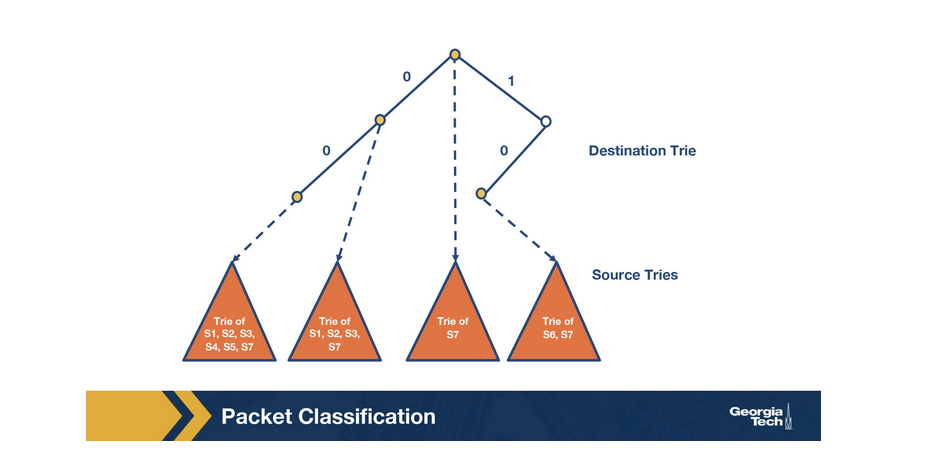 0
1
0
0
Destination Trie
Source Tries
Trie of
S1, S2, S3,
S4, S5, S7
Trie of
S1, S2, S3,
S7
Trie of
S7
Trie of
S6, S7
Packet Classification
Georgia
Tech